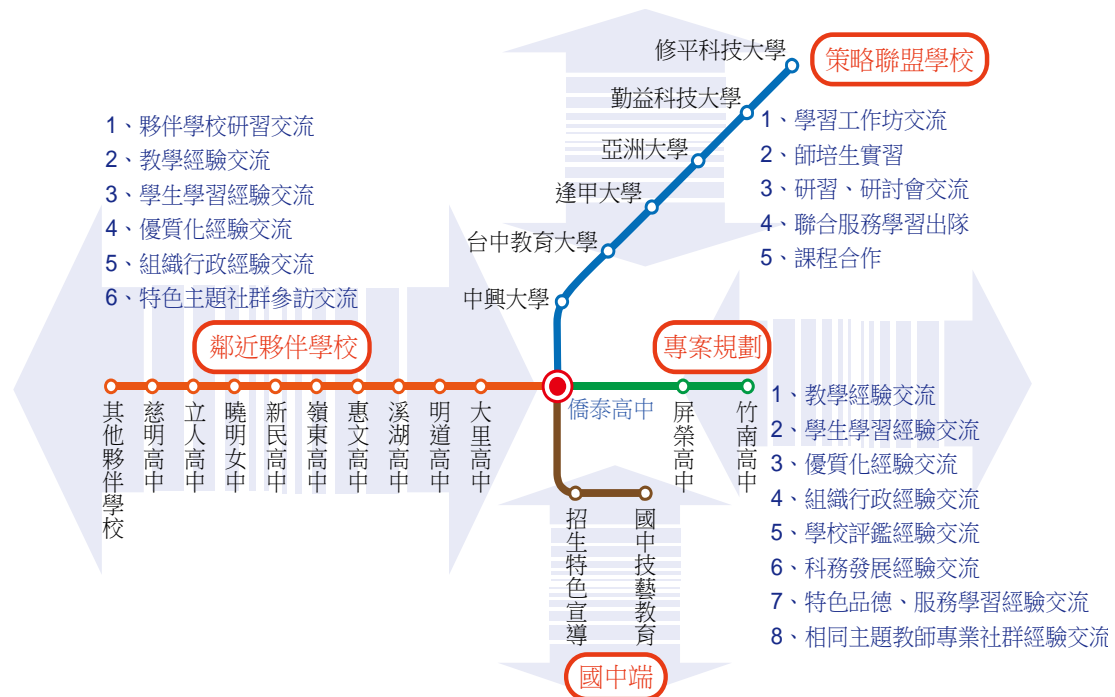 修平科技大學
策略聯盟學校
勤益科技大學
1、學習工作坊交流
亞洲大學
2、師培生實習
逢甲大學
3、研習、研討會交流
4、聯合服務學習出隊
台中教育大學
5、課程合作
中興大學
1、夥伴學校研習交流
2、教學經驗交流
3、學生學習經驗交流
4、優質化經驗交流
5、組織行政經驗交流
6、特色主題社群參訪交流
鄰近夥伴學校
專案規劃
其他夥伴學校
慈明高中
立人高中
曉明女中
新民高中
嶺東高中
惠文高中
溪湖高中
明道高中
大里高中
僑泰高中
屏榮高中
竹南高中
1、教學經驗交流
2、學生學習經驗交流
3、優質化經驗交流
4、組織行政經驗交流
5、學校評鑑經驗交流
6、科務發展經驗交流
7、特色品德、服務學習經驗交流
8、相同主題教師專業社群經驗交流
招生特色宣導
國中技藝教育
國中端